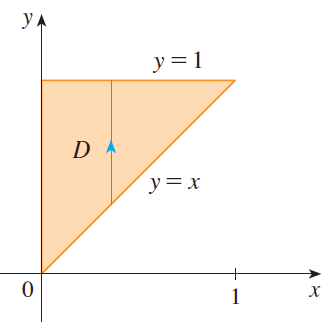 y
y = 1
D
y = x
0
1
x